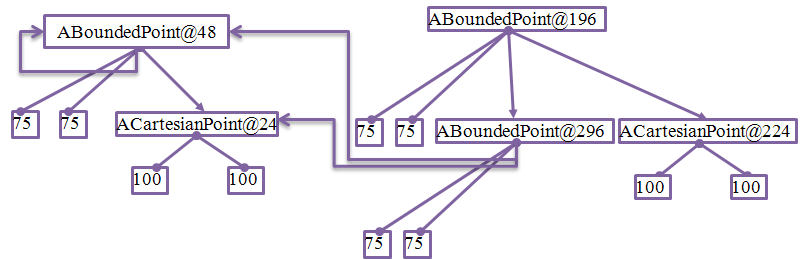 ABoundedPoint@48
ABoundedPoint@196
75
75
ACartesianPoint@24
75
75
ABoundedPoint@296
ACartesianPoint@224
100
100
100
100
75
75